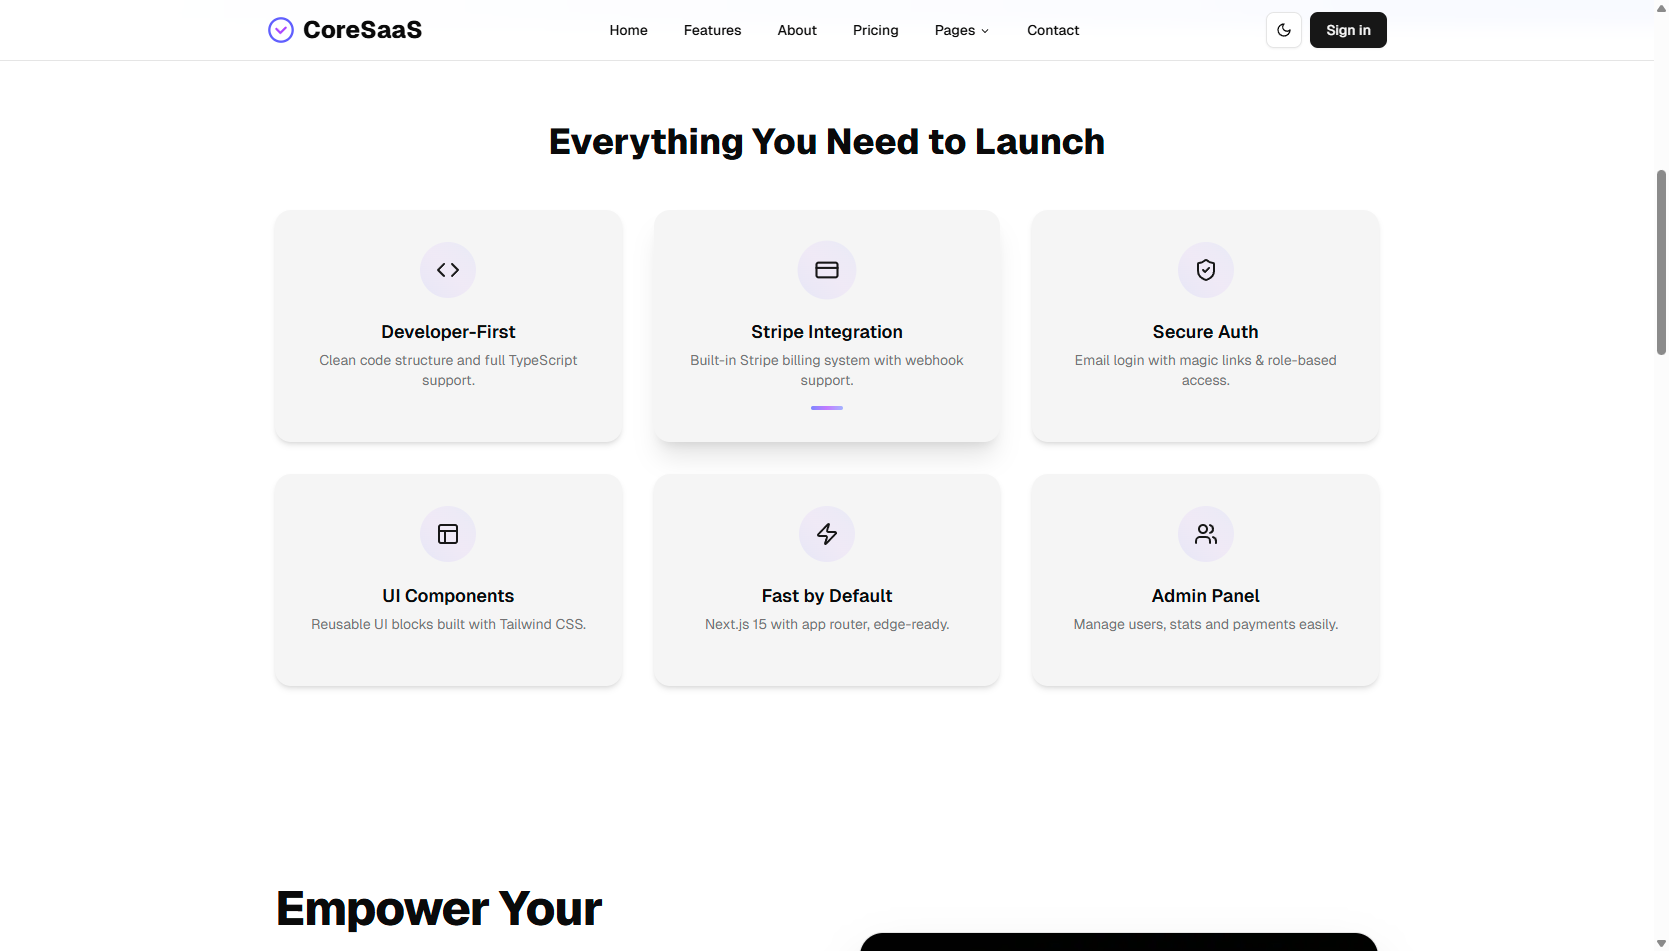 CoreSaaS
Home
Features
About
Pricing
Pages
Contact
Sign in
Everything You Need to Launch
Developer-First
Clean code structure and full TypeScript
support.
Stripe Integration
Built-in Stripe billing system with webhook
support.
Secure Auth
Email login with magic links & role-based
access.
UI Components
Reusable UI blocks built with Tailwind CSS.
Fast by Default
Next.js 15 with app router, edge-ready.
Admin Panel
Manage users, stats and payments easily.
Empower Your